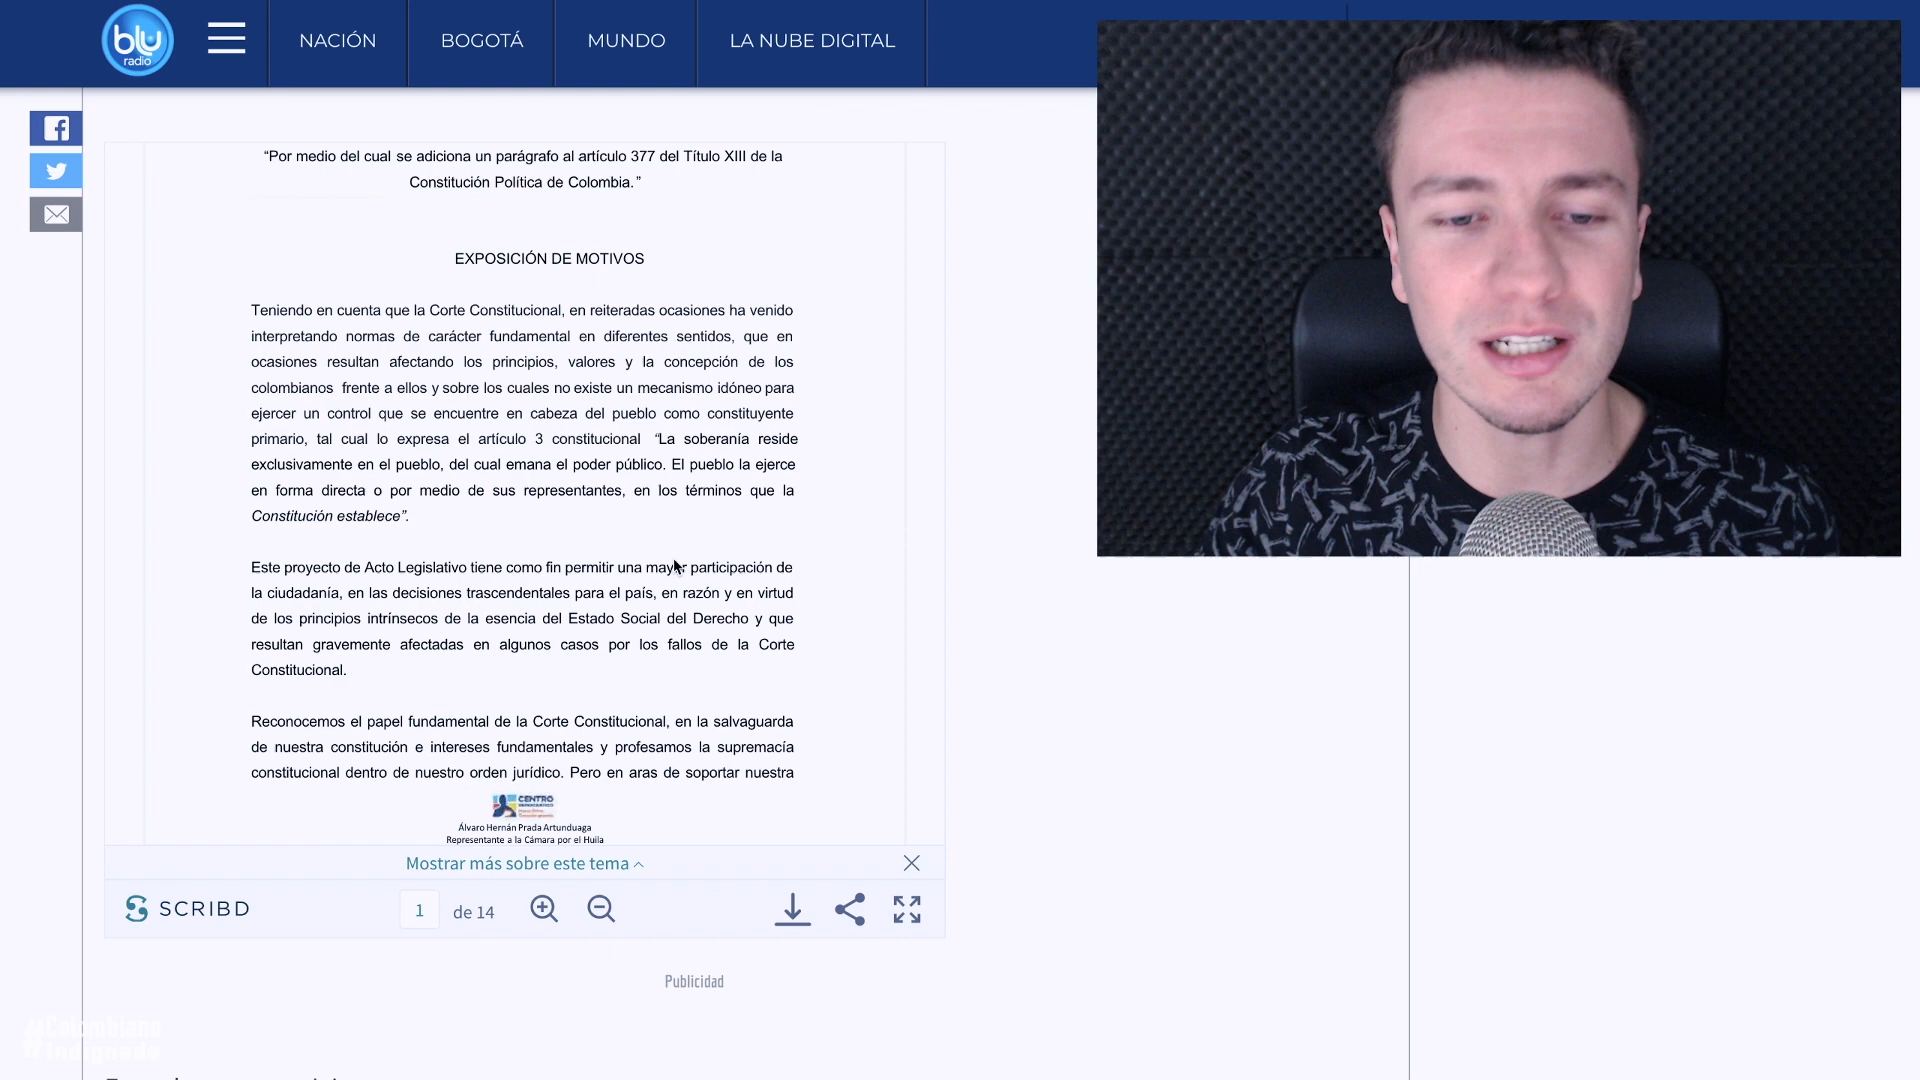 blu
radio
NACIÓN
BOGOTÁ
MUNDO
LA NUBE DIGITAL
“Por medio del cual se adiciona un parágrafo al artículo 377 del Título XIII de la
Constitución Política de Colombia.”
EXPOSICIÓN DE MOTIVOS
Teniendo en cuenta que la Corte Constitucional, en reiteradas ocasiones ha venido
interpretando normas de carácter fundamental en diferentes sentidos, que en
ocasiones resultan afectando los principios, valores y la concepción de los
colombianos frente a ellos y sobre los cuales no existe un mecanismo idóneo para
ejercer un control que se encuentre en cabeza del pueblo como constituyente
primario, tal cual lo expresa el artículo 3 constitucional “La soberanía reside
exclusivamente en el pueblo, del cual emana el poder público. El pueblo la ejerce
en forma directa o por medio de sus representantes, en los términos que la
Constitución establece”.
Este proyecto de Acto Legislativo tiene como fin permitir una mayor participación de
la ciudadanía, en las decisiones trascendentales para el país, en razón y en virtud
de los principios intrínsecos de la esencia del Estado Social del Derecho y que
resultan gravemente afectadas en algunos casos por los fallos de la Corte
Constitucional.
Reconocemos el papel fundamental de la Corte Constitucional, en la salvaguarda
de nuestra constitución e intereses fundamentales y profesamos la supremacía
constitucional dentro de nuestro orden jurídico. Pero en aras de soportar nuestra
CENTRO
Álvaro Hernán Prada Artunduaga
Representante a la Cámara por el Huila
Mostrar más sobre este tema
SCRIBD
1 de 14
Publicidad
#Colombiano
Indignado